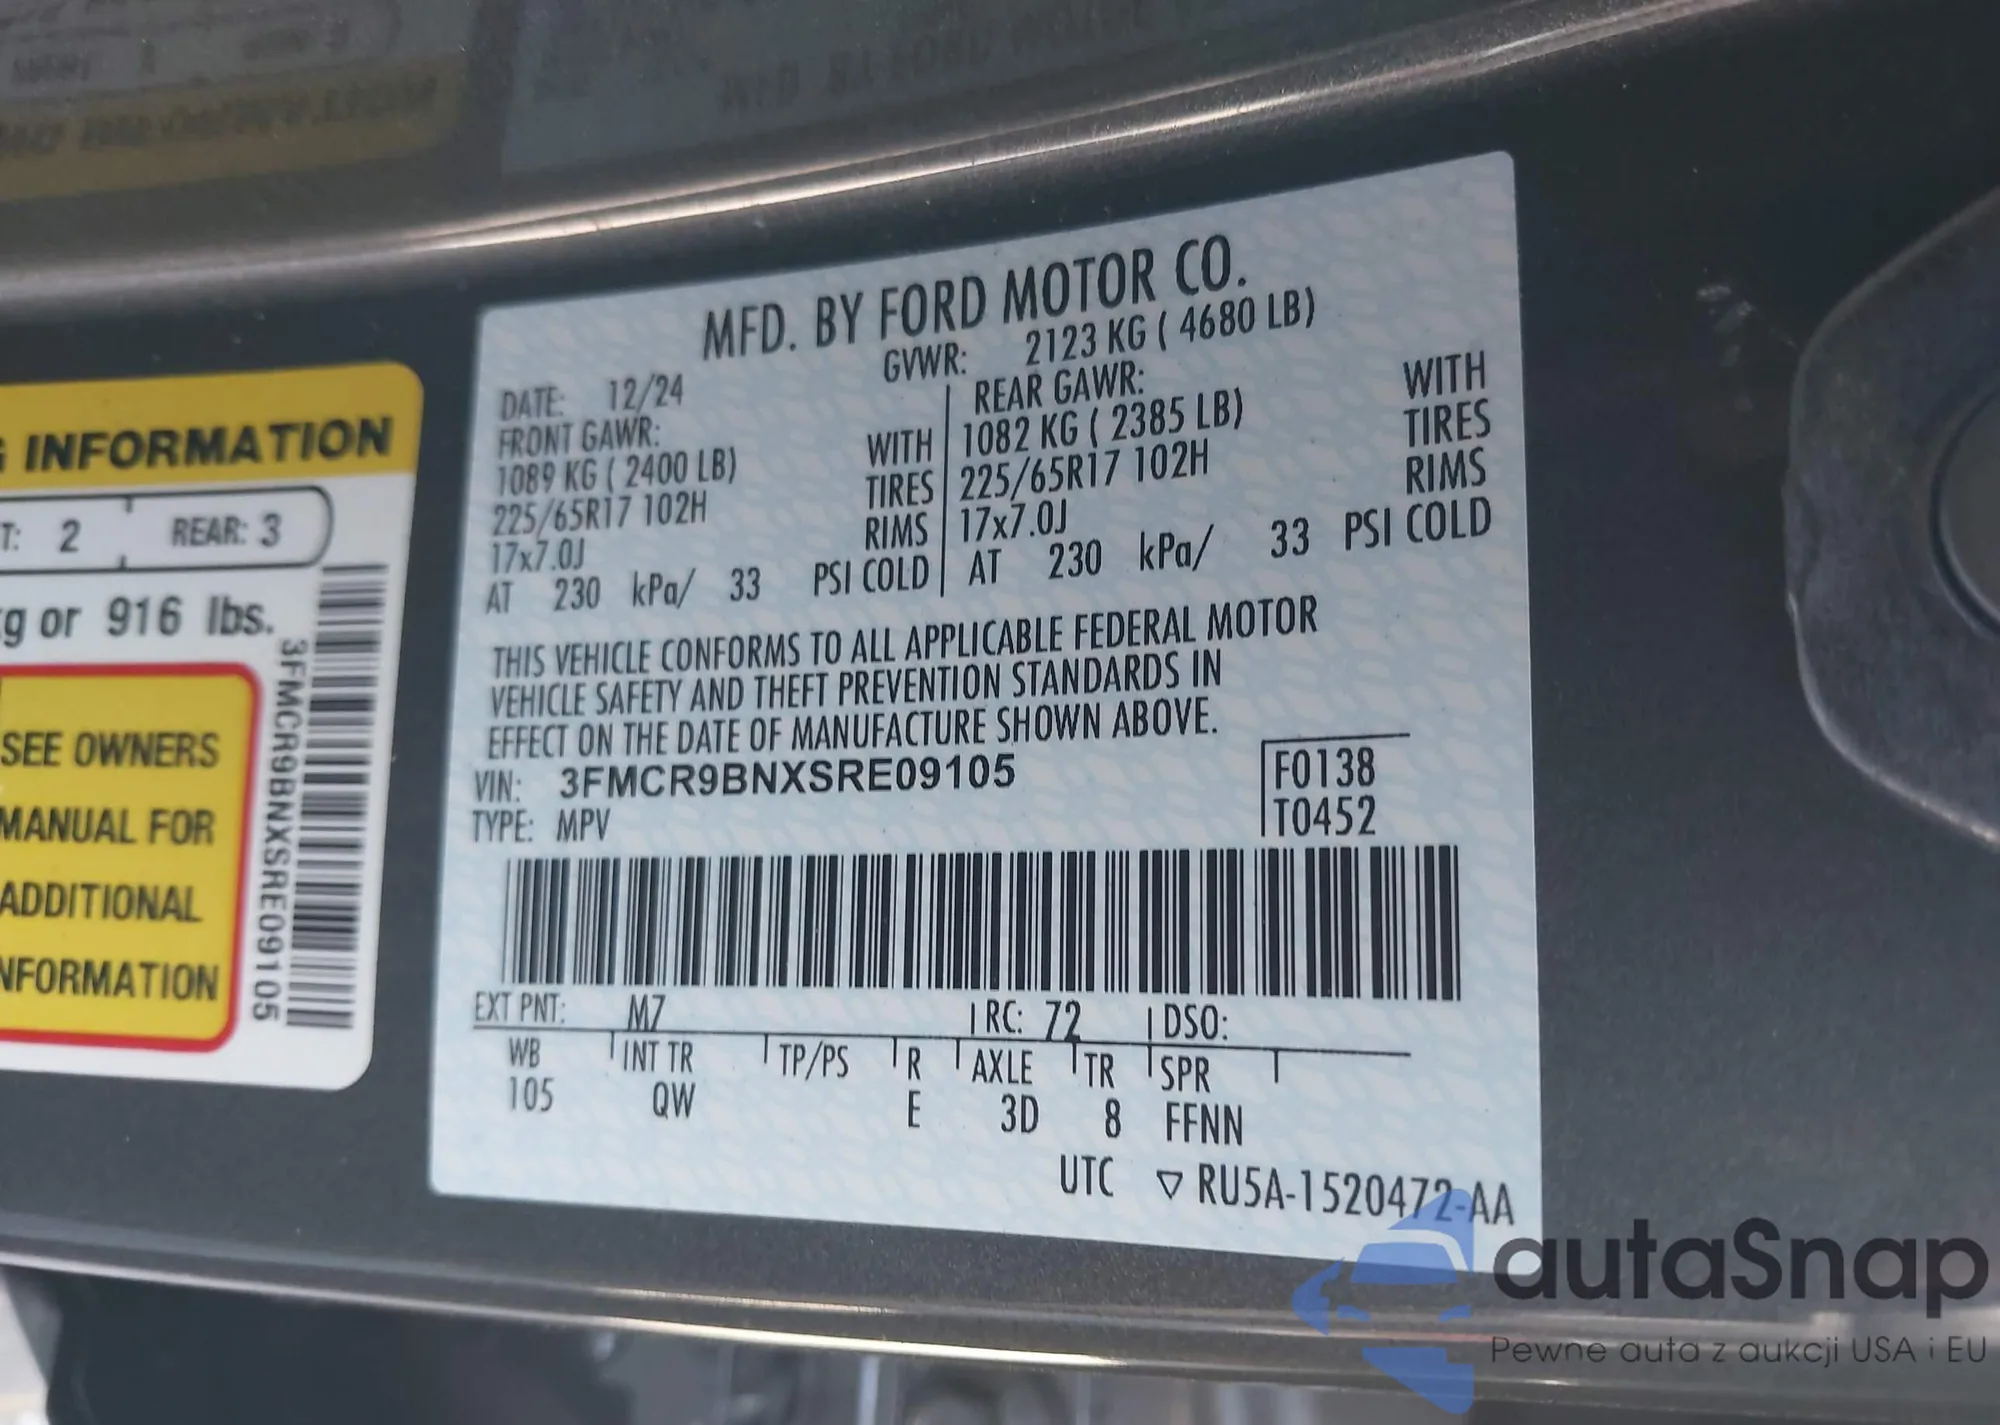 G INFORMATION
T: 2 REAR: 3
kg or 916 lbs.
SEE OWNERS
MANUAL FOR
ADDITIONAL
INFORMATION
3FMCR9BNXSRE09105
MFD. BY FORD MOTOR CO.
DATE: 12/24 GVWR: 2123 KG ( 4680 LB)
FRONT GAWR: REAR GAWR: WITH
1089 KG ( 2400 LB) WITH 1082 KG ( 2385 LB) TIRES
225/65R17 102H TIRES 225/65R17 102H RIMS
17x7.0J RIMS 17x7.0J
AT 230 kPa/ 33 PSI COLD AT 230 kPa/ 33 PSI COLD
THIS VEHICLE CONFORMS TO ALL APPLICABLE FEDERAL MOTOR
VEHICLE SAFETY AND THEFT PREVENTION STANDARDS IN
EFFECT ON THE DATE OF MANUFACTURE SHOWN ABOVE.
VIN: 3FMCR9BNXSRE09105 F0138
TYPE: MPV T0452
EXT PNT: M7 RC: 72 DSO:
WB INT TR TP/PS R AXLE TR SPR
105 QW E 3D 8 FFNN
UTC ▽ RU5A-1520472-AA
autaSnap
Pewne auta z aukcji USA i EU